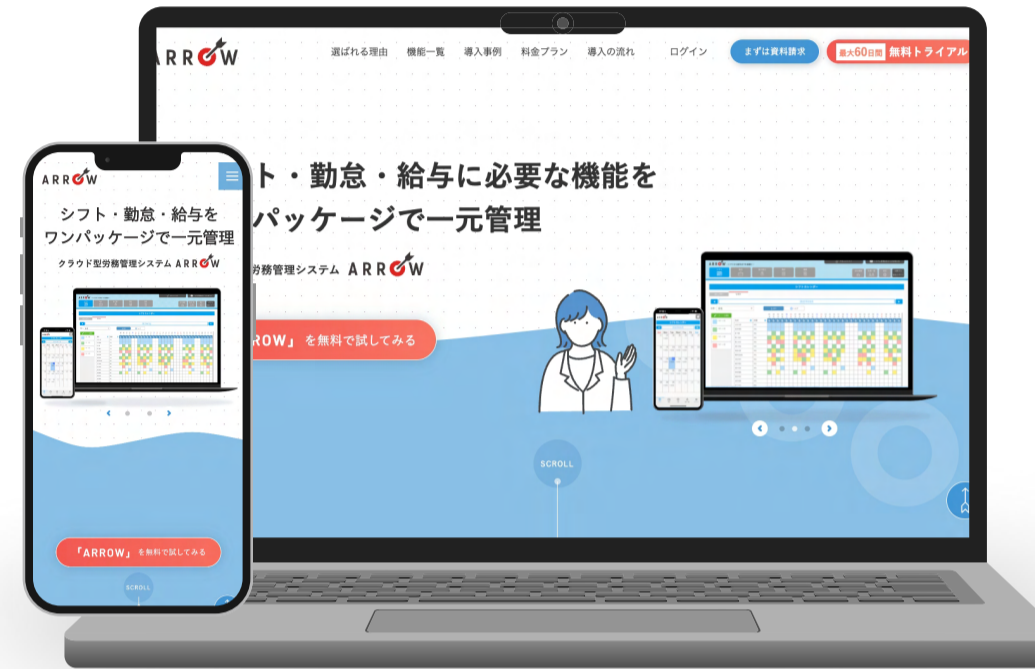 ARROW
選ばれる理由 機能一覧 導入事例 料金プラン 導入の流れ ログイン まずは資料請求 最大60日間 無料トライアル
ト・勤怠・給与に必要な機能を
パッケージで一元管理
労務管理システム ARROW
ROW」を無料で試してみる
SCROLL
ARROW
シフト・勤怠・給与を
ワンパッケージで一元管理
クラウド型労務管理システム ARROW
『ARROW』を無料で試してみる
SCROLL